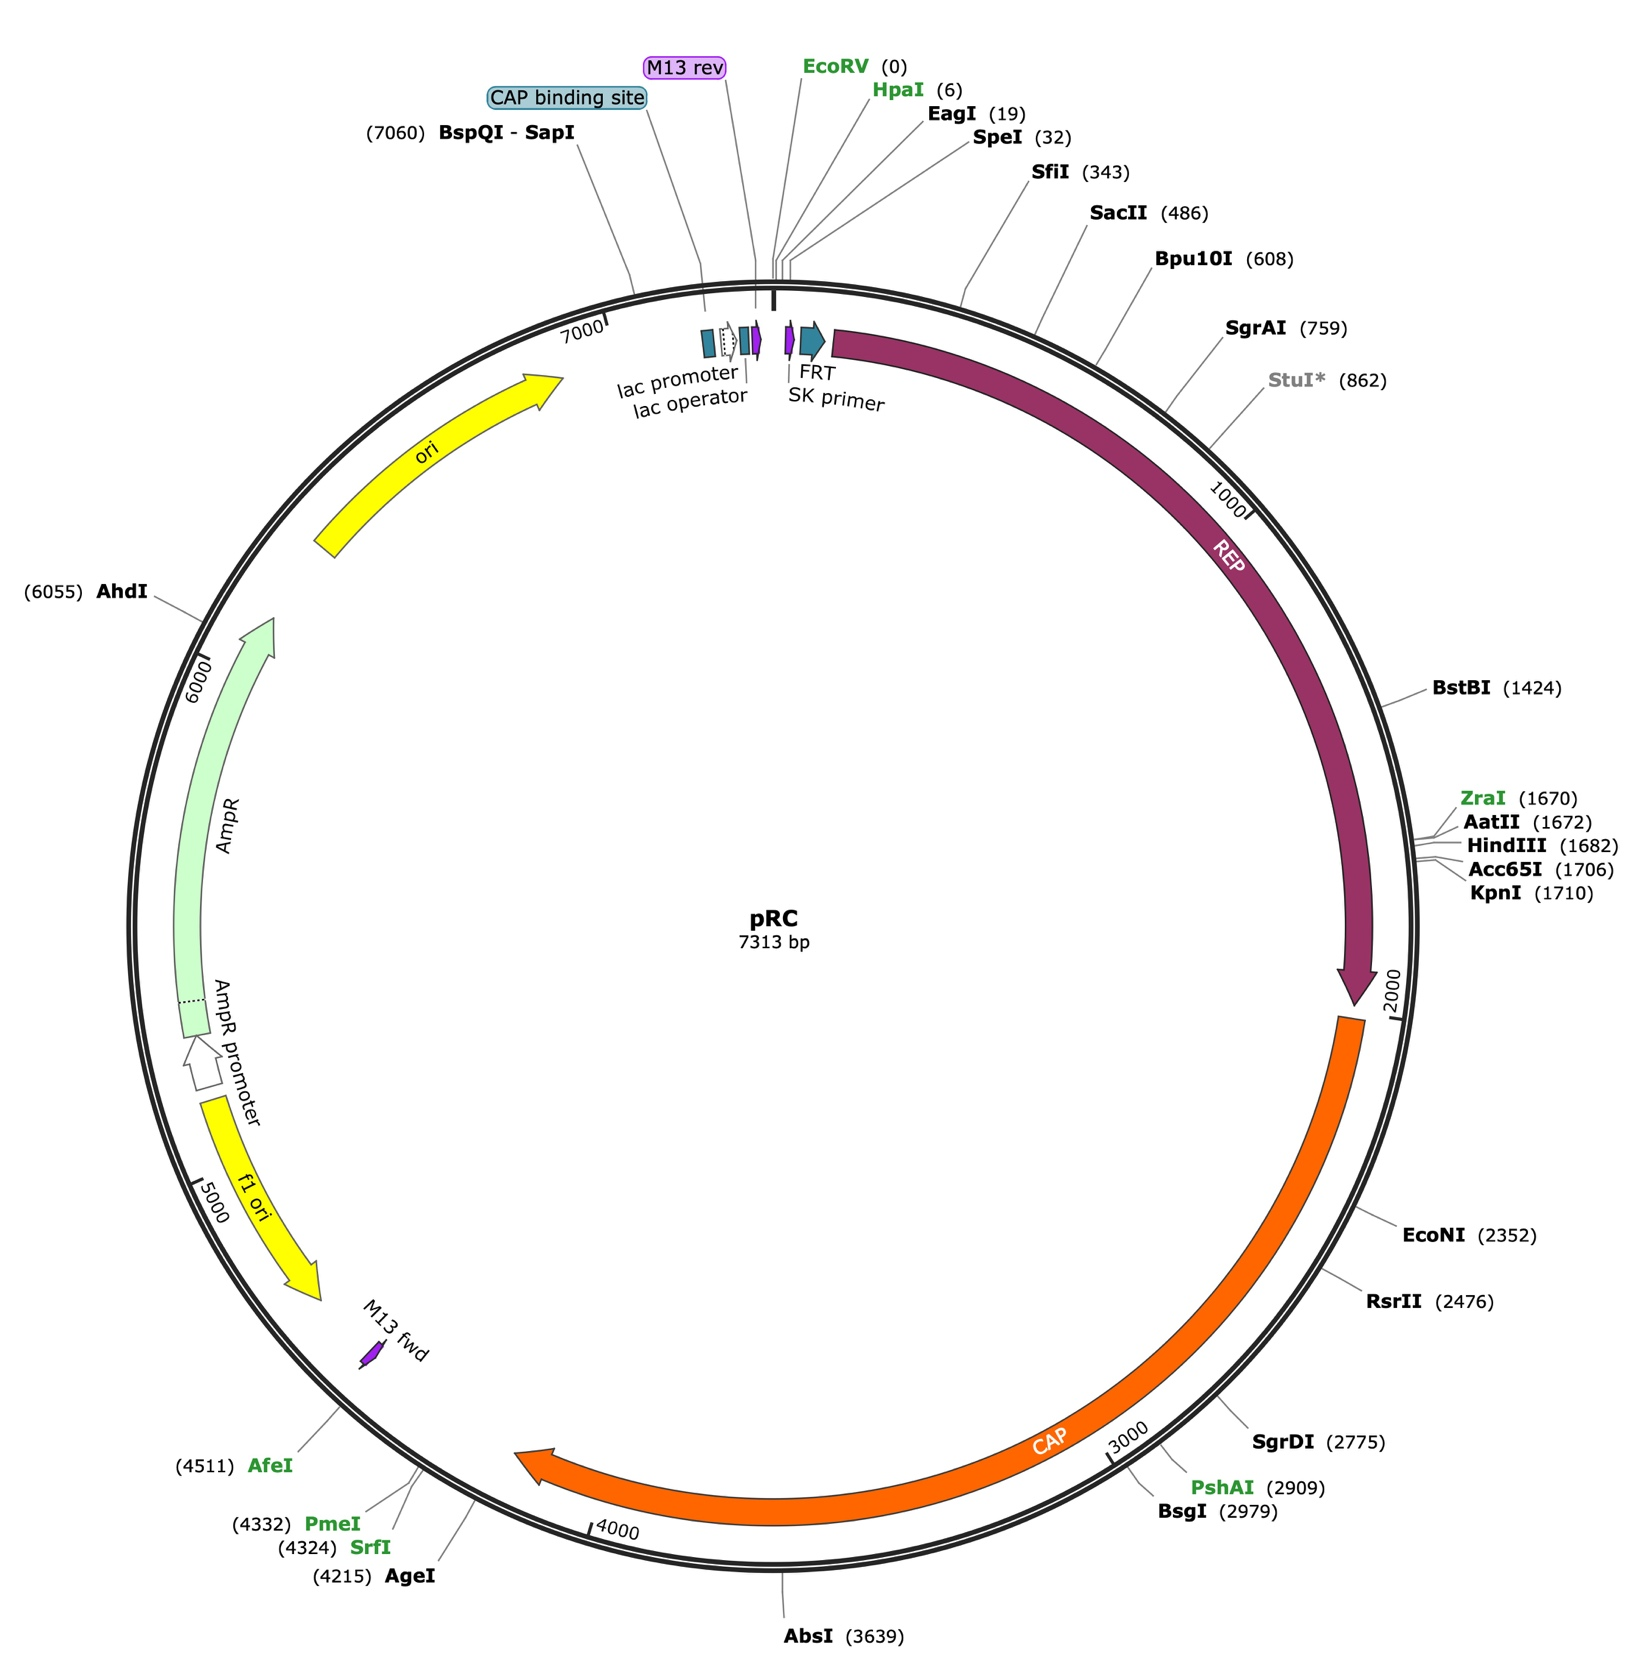 M13 rev
CAP binding site
(7060) BspQI - SapI
EcoRV (0)
HpaI (6)
EagI (19)
SpeI (32)
SfiI (343)
SacII (486)
Bpu10I (608)
SgrAI (759)
StuI* (862)
7000
lac promoter
lac operator
FRT
SK primer
ori
1000
REP
(6055) AhdI
6000
BstBI (1424)
ZraI (1670)
AatII (1672)
HindIII (1682)
Acc65I (1706)
KpnI (1710)
AmpR
pRC
7313 bp
2000
AmpR promoter
f1 ori
5000
EcoNI (2352)
RsrII (2476)
M13 fwd
CAP
3000
SgrDI (2775)
PshAI (2909)
BsgI (2979)
(4511) AfeI
(4332) PmeI
(4324) SrfI
(4215) AgeI
4000
AbsI (3639)